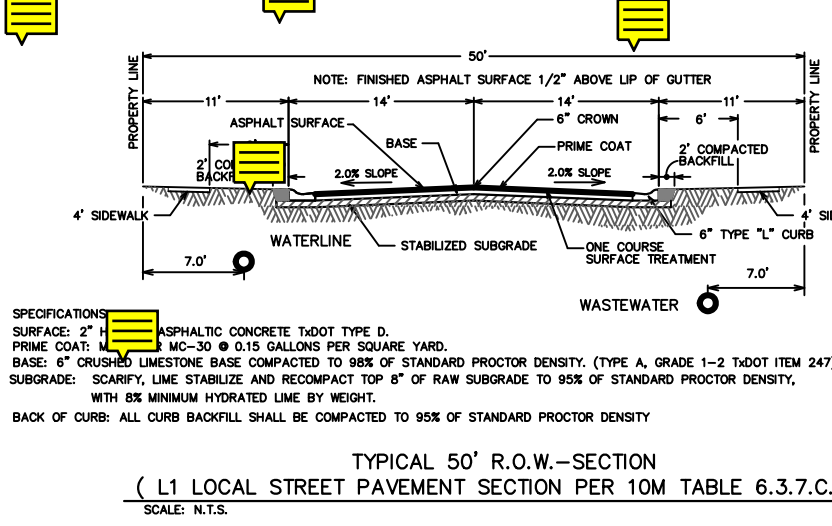 50'
PROPERTY LINE
PROPERTY LINE
NOTE: FINISHED ASPHALT SURFACE 1/2" ABOVE LIP OF GUTTER
11' 14' 14' 11'
ASPHALT SURFACE
6" CROWN
6'
BASE
PRIME COAT
2' COMPACTED
BACKFILL
2'
2.0% SLOPE
2.0% SLOPE
4' SIDEWALK
4'
6" TYPE "L" CURB
WATERLINE
STABILIZED SUBGRADE
ONE COURSE
SURFACE TREATMENT
7.0'
7.0'
WASTEWATER
SPECIFICATIONS
SURFACE: 2" ASPHALTIC CONCRETE TxDOT TYPE D.
PRIME COAT: MC-30 @ 0.15 GALLONS PER SQUARE YARD.
BASE: 6" CRUSHED LIMESTONE BASE COMPACTED TO 98% OF STANDARD PROCTOR DENSITY. (TYPE A, GRADE 1-2 TxDOT ITEM 247)
SUBGRADE: SCARIFY, LIME STABILIZE AND RECOMPACT TOP 8" OF RAW SUBGRADE TO 95% OF STANDARD PROCTOR DENSITY,
WITH 8% MINIMUM HYDRATED LIME BY WEIGHT.
BACK OF CURB: ALL CURB BACKFILL SHALL BE COMPACTED TO 95% OF STANDARD PROCTOR DENSITY
TYPICAL 50' R.O.W.-SECTION
( L1 LOCAL STREET PAVEMENT SECTION PER 10M TABLE 6.3.7.C.
SCALE: N.T.S.